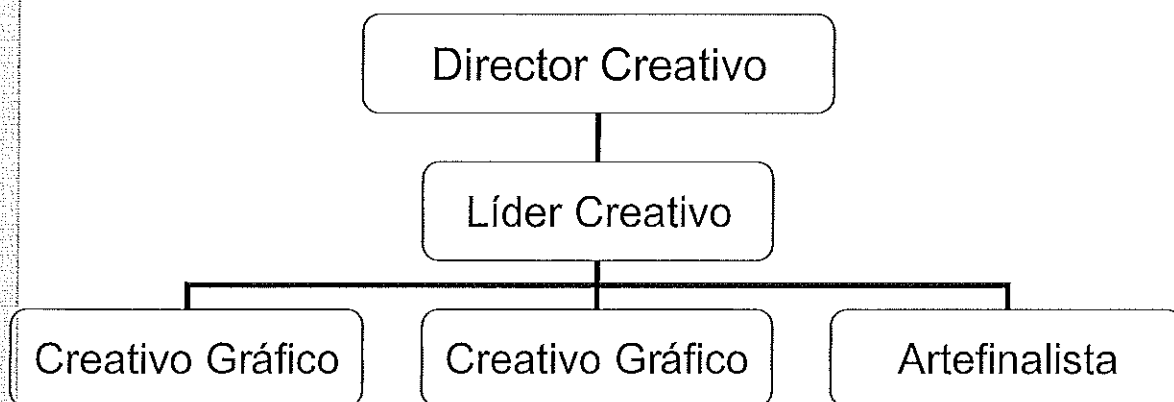 Director Creativo
Líder Creativo
Creativo Gráfico
Creativo Gráfico
Artefinalista